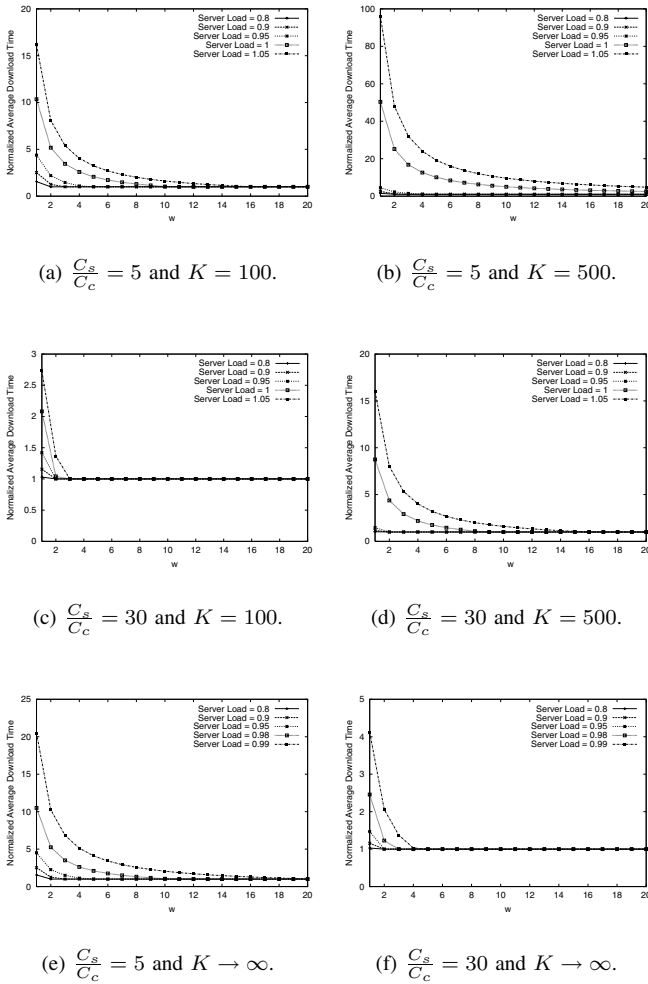 20
15
10
5
0
2 4 6 8 10 12 14 16 18 20
Normalized Average Download Time
w
Server Load = 0.8
Server Load = 0.9
Server Load = 0.95
Server Load = 1
Server Load = 1.05
(a) C_s/C_c = 5 and K = 100.
100
80
60
40
20
0
2 4 6 8 10 12 14 16 18 20
Normalized Average Download Time
w
Server Load = 0.8
Server Load = 0.9
Server Load = 0.95
Server Load = 1
Server Load = 1.05
(b) C_s/C_c = 5 and K = 500.
3
2.5
2
1.5
1
0.5
0
2 4 6 8 10 12 14 16 18 20
Normalized Average Download Time
w
Server Load = 0.8
Server Load = 0.9
Server Load = 0.95
Server Load = 1
Server Load = 1.05
(c) C_s/C_c = 30 and K = 100.
20
15
10
5
0
2 4 6 8 10 12 14 16 18 20
Normalized Average Download Time
w
Server Load = 0.8
Server Load = 0.9
Server Load = 0.95
Server Load = 1
Server Load = 1.05
(d) C_s/C_c = 30 and K = 500.
25
20
15
10
5
0
2 4 6 8 10 12 14 16 18 20
Normalized Average Download Time
w
Server Load = 0.8
Server Load = 0.9
Server Load = 0.95
Server Load = 0.98
Server Load = 0.99
(e) C_s/C_c = 5 and K → ∞.
5
4
3
2
1
0
2 4 6 8 10 12 14 16 18 20
Normalized Average Download Time
w
Server Load = 0.8
Server Load = 0.9
Server Load = 0.95
Server Load = 0.98
Server Load = 0.99
(f) C_s/C_c = 30 and K → ∞.